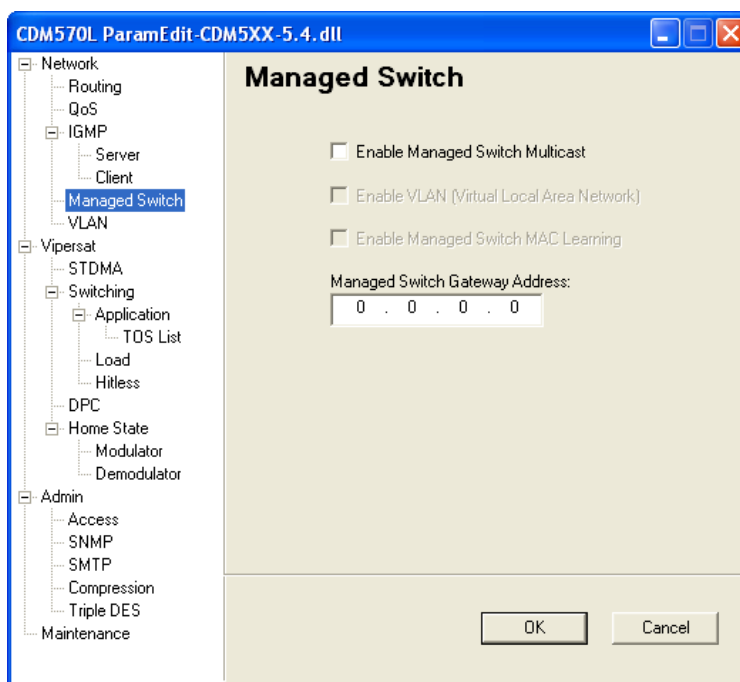 CDM570L ParamEdit-CDM5XX-5.4.dll
Network
Routing
QoS
IGMP
Server
Client
Managed Switch
VLAN
Vipersat
STDMA
Switching
Application
TOS List
Load
Hitless
DPC
Home State
Modulator
Demodulator
Admin
Access
SNMP
SMTP
Compression
Triple DES
Maintenance
Managed Switch
Enable Managed Switch Multicast
Enable VLAN (Virtual Local Area Network)
Enable Managed Switch MAC Learning
Managed Switch Gateway Address:
0 . 0 . 0 . 0
OK
Cancel